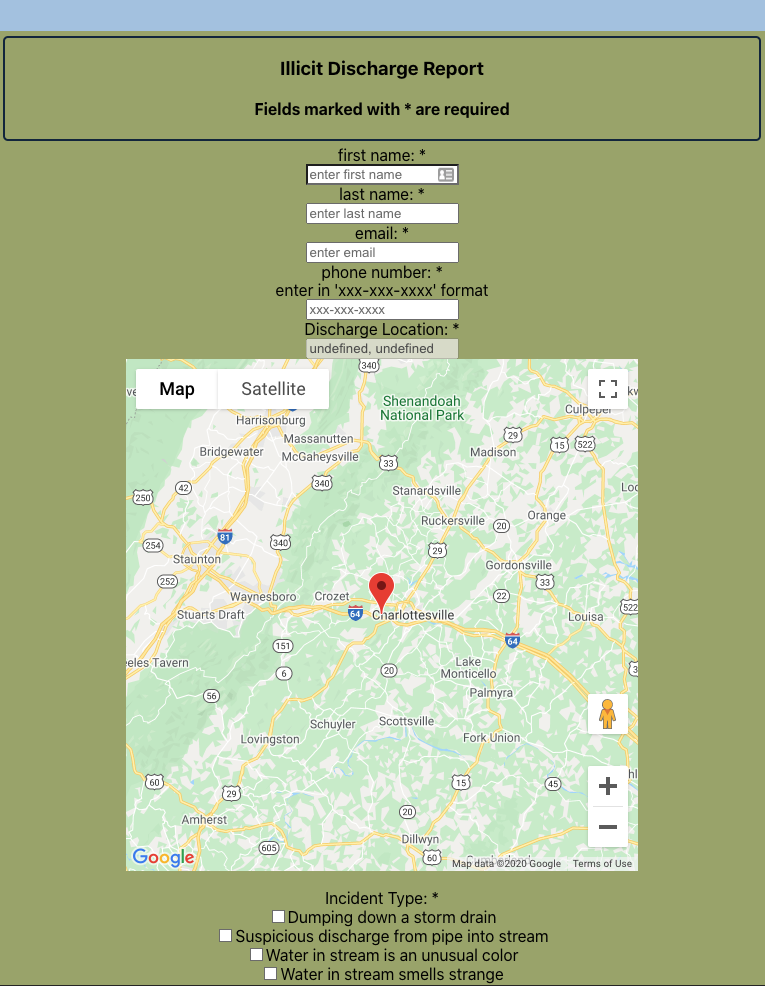 Illicit Discharge Report
Fields marked with * are required
first name: *
enter first name
last name: *
enter last name
email: *
enter email
phone number: *
enter in 'xxx-xxx-xxxx' format
xxx-xxx-xxxx
Discharge Location: *
undefined, undefined
Map Satellite
340
Shenandoah
National Park
Culpeper
Harrisonburg
29
Massanutten
15 522
Bridgewater
McGaheysville
Madison
33
340
42
250
Stanardsville
Orange
Ruckersville
20
81
340
254
29
Staunton
Gordonsville
252
33
Waynesboro
Crozet
22
522
Stuarts Draft
64
Charlottesville
Louisa
64
151
eeles Tavern
Lake
Monticello
6
20
56
Palmyra
Schuyler
Scottsville
Lovingston
Fork Union
60
15
45
29
20
Amherst
605
Dillwyn
60
Google
Map data ©2020 Google
Terms of Use
Incident Type: *
Dumping down a storm drain
Suspicious discharge from pipe into stream
Water in stream is an unusual color
Water in stream smells strange